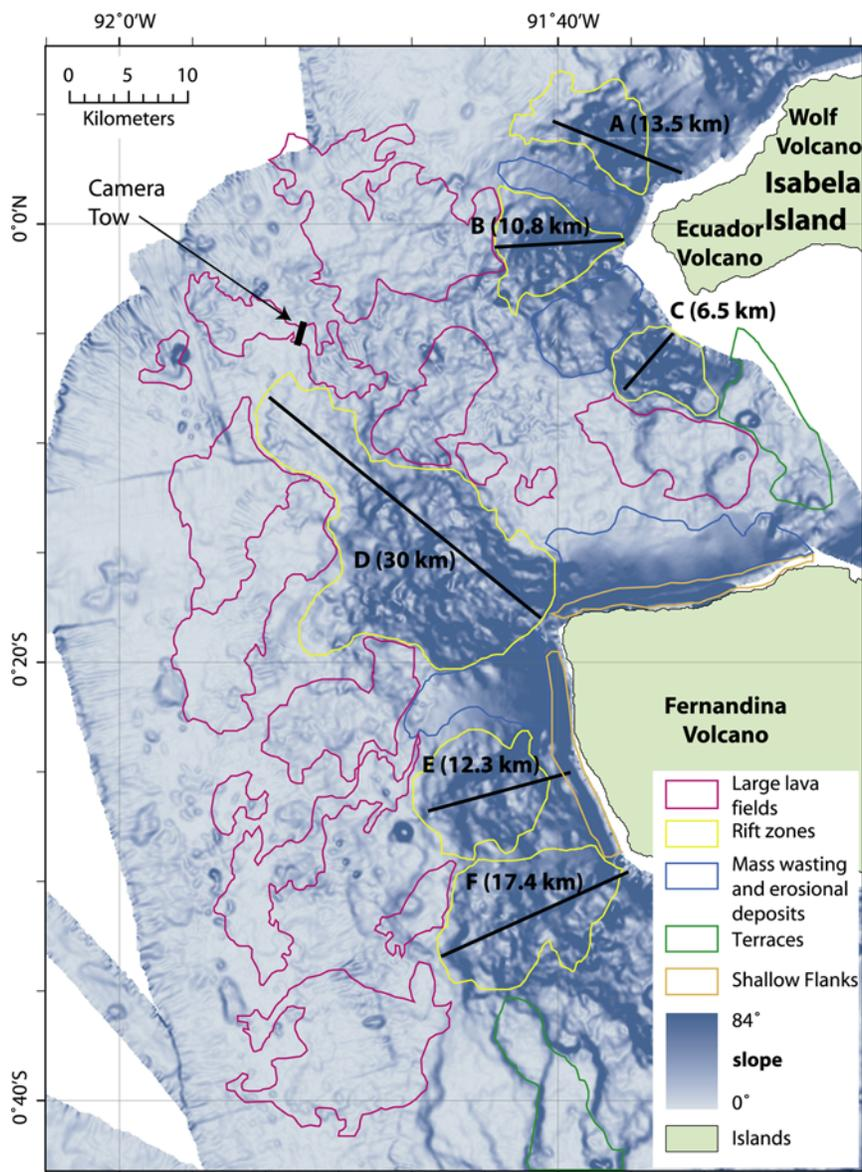 92˚0'W
91˚40'W
0 5 10
Kilometers
A (13.5 km)
Wolf
Volcano
Isabela
Island
Camera
Tow
0˚0'N
B (10.8 km)
Ecuador
Volcano
C (6.5 km)
D (30 km)
0˚20'S
Fernandina
Volcano
E (12.3 km)
F (17.4 km)
0˚40'S
Large lava
fields
Rift zones
Mass wasting
and erosional
deposits
Terraces
Shallow Flanks
84˚
slope
0˚
Islands